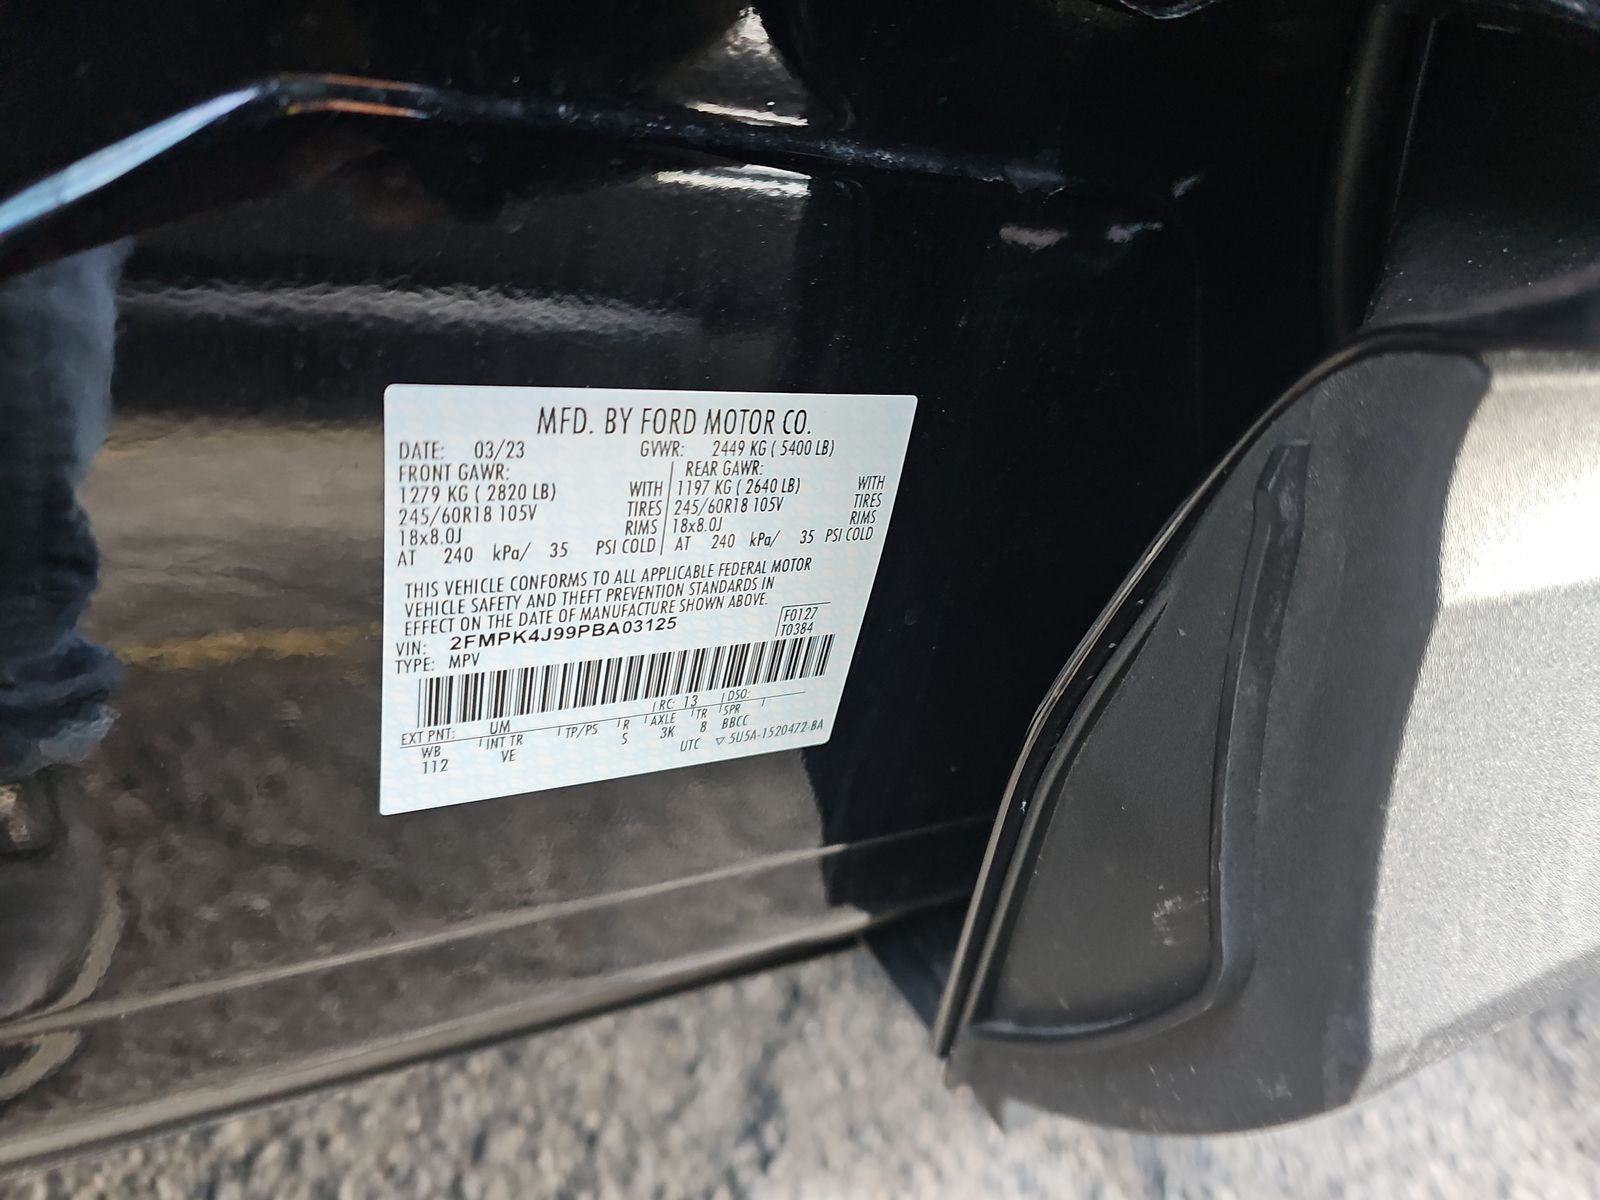 MFD. BY FORD MOTOR CO.
DATE: 03/23 GVWR: 2449 KG ( 5400 LB)
FRONT GAWR: REAR GAWR:
1279 KG ( 2820 LB) WITH 1197 KG ( 2640 LB) WITH
245/60R18 105V TIRES 245/60R18 105V TIRES
18x8.0J RIMS 18x8.0J RIMS
AT 240 kPa/ 35 PSI COLD AT 240 kPa/ 35 PSI COLD
THIS VEHICLE CONFORMS TO ALL APPLICABLE FEDERAL MOTOR
VEHICLE SAFETY AND THEFT PREVENTION STANDARDS IN
EFFECT ON THE DATE OF MANUFACTURE SHOWN ABOVE.
VIN: 2FMPK4J99PBA03125 F0127
TYPE: MPV T0384
EXT PNT: UM RC: 13 DSO:
WB INT TR TP/PS R AXLE TR SPR
112 VE S 3K 8 BBCC
UTC ▽ 5U5A-1520472-BA